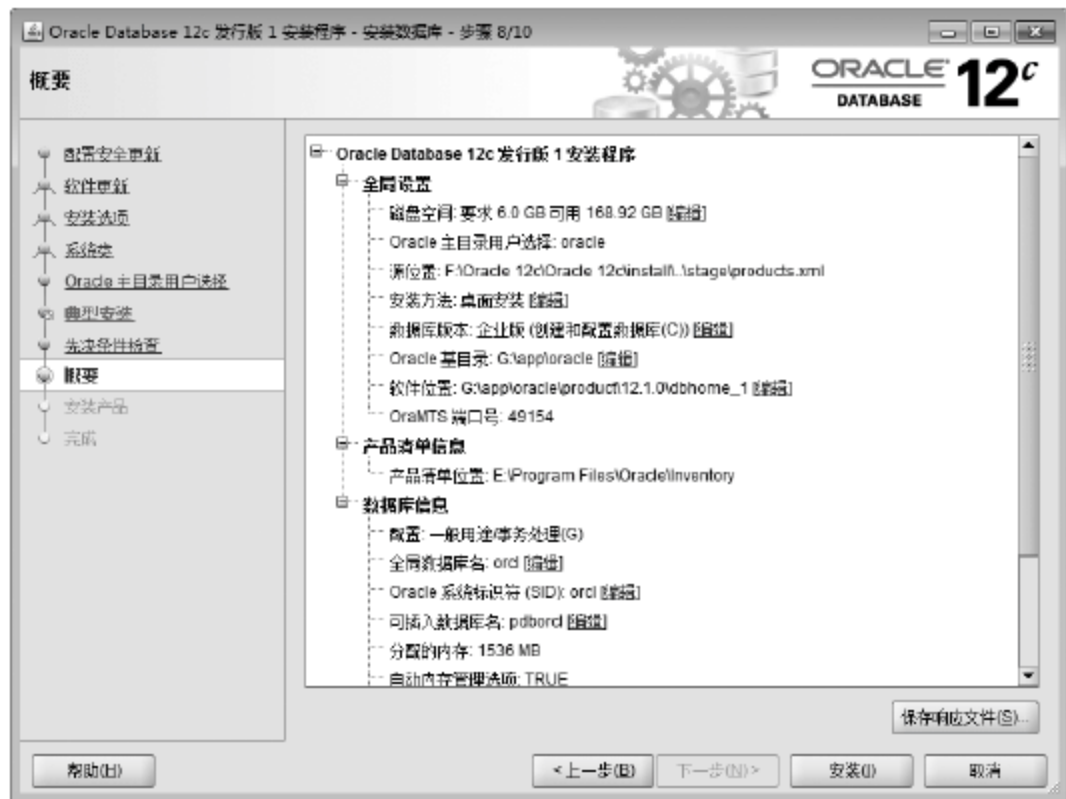 Oracle Database 12c 发行版 1 安装程序 - 安装数据库 - 步骤 8/10
概要
ORACLE
DATABASE
12c
配置安全更新
软件更新
安装选项
系统类
Oracle 主目录用户选择
典型安装
先决条件检查
概要
安装产品
完成
Oracle Database 12c 发行版 1 安装程序
全局设置
磁盘空间: 要求 6.0 GB 可用 168.92 GB [编辑]
Oracle 主目录用户选择: oracle
源位置: F:\Oracle 12c\Oracle 12c\install\..\stage\products.xml
安装方法: 桌面安装 [编辑]
数据库版本: 企业版 (创建和配置数据库(C)) [编辑]
Oracle 基目录: G:\app\oracle [编辑]
软件位置: G:\app\oracle\product\12.1.0\dbhome_1 [编辑]
OraMTS 端口号: 49154
产品清单信息
产品清单位置: E:\Program Files\Oracle\Inventory
数据库信息
配置: 一般用途/事务处理(G)
全局数据库名: orcl [编辑]
Oracle 系统标识符 (SID): orcl [编辑]
可插入数据库名: pdborcl [编辑]
分配的内存: 1536 MB
自动内存管理选项: TRUE
保存响应文件(S)...
帮助(H)
<上一步(B)
下一步(N)>
安装(I)
取消